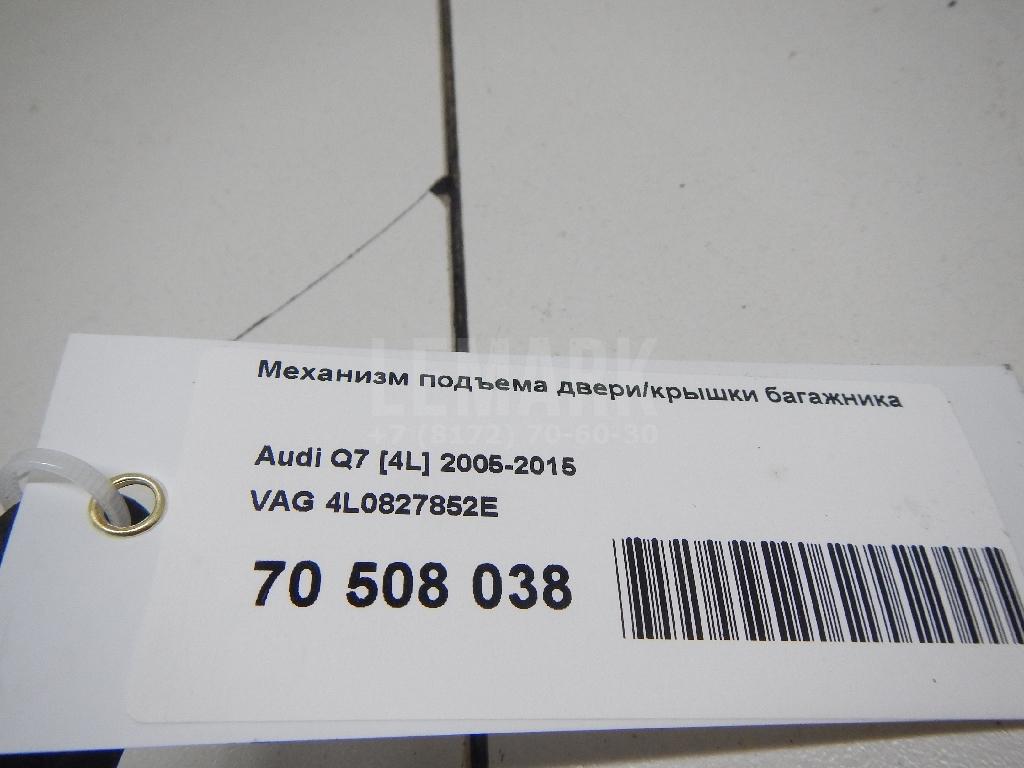 LEMARK
Механизм подъема двери/крышки багажника
+7 (8172) 70-60-30
Audi Q7 [4L] 2005-2015
VAG 4L0827852E
70 508 038